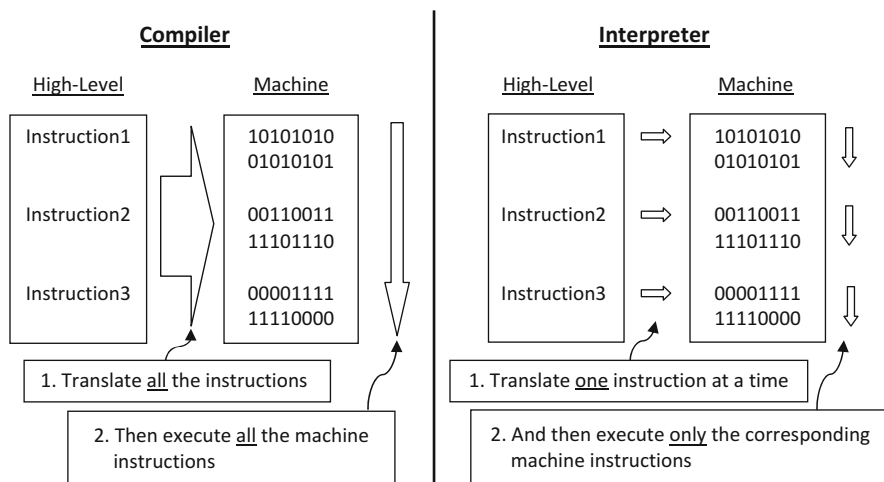 Compiler
High-Level
Machine
Instruction1
10101010
01010101
Instruction2
00110011
11101110
Instruction3
00001111
11110000
1. Translate all the instructions
2. Then execute all the machine
instructions
Interpreter
High-Level
Machine
Instruction1
10101010
01010101
Instruction2
00110011
11101110
Instruction3
00001111
11110000
1. Translate one instruction at a time
2. And then execute only the corresponding
machine instructions